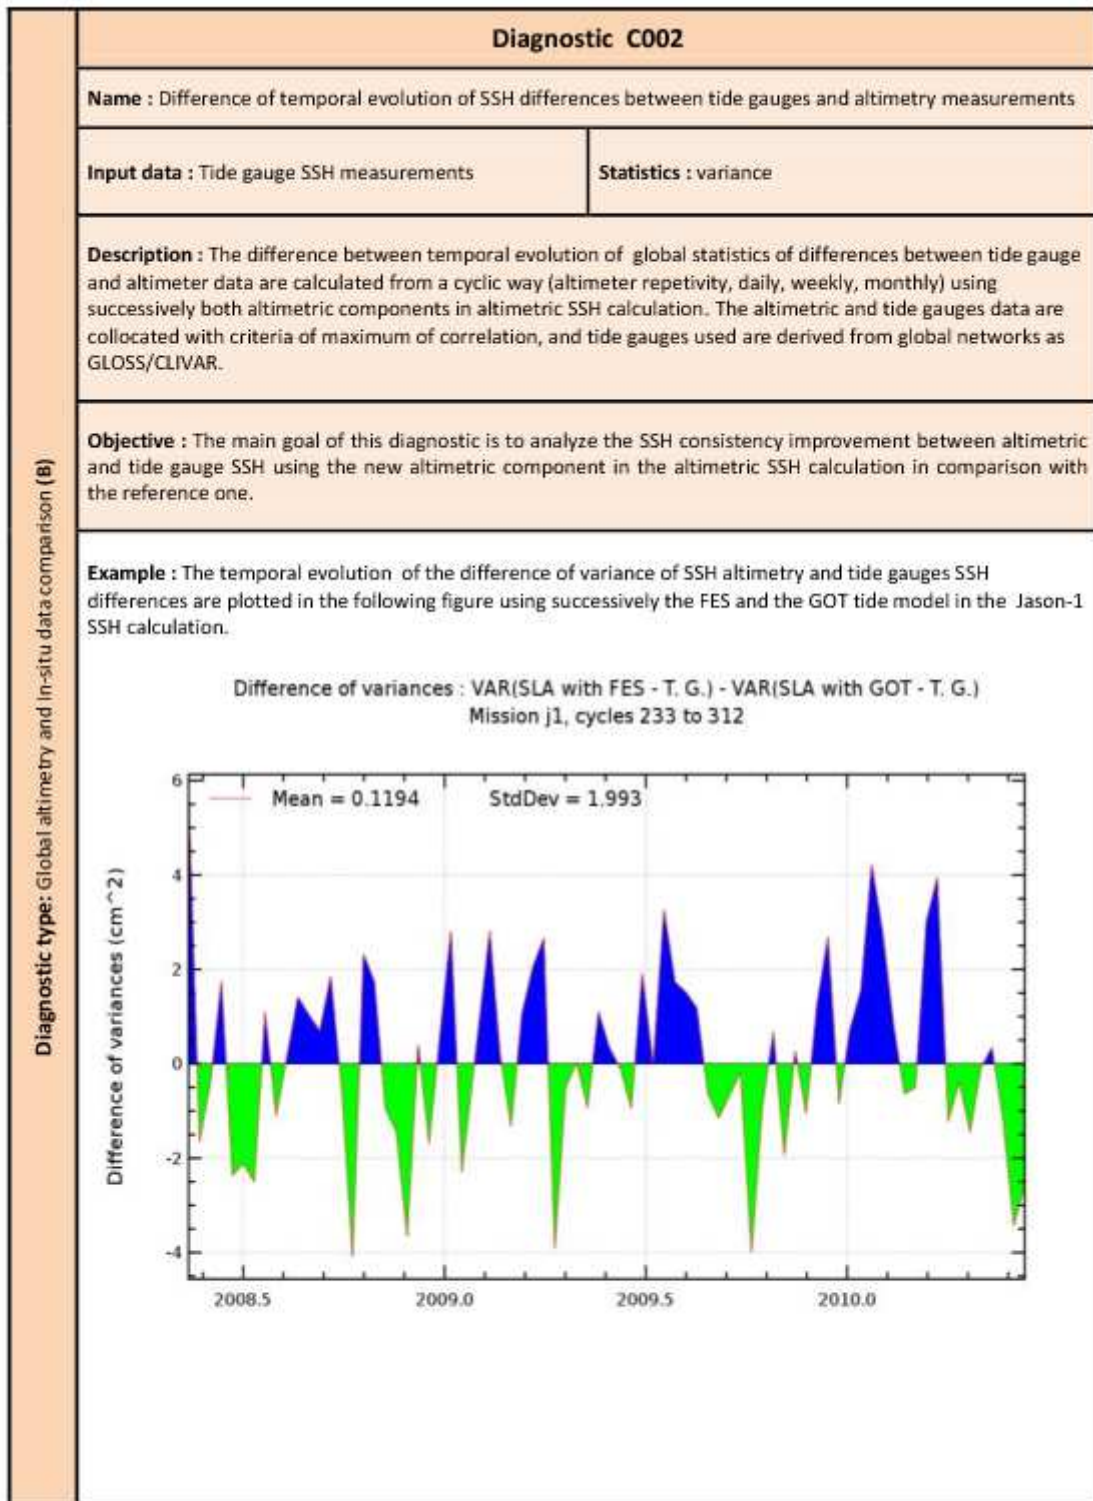 Diagnostic type: Global altimetry and In-situ data comparison (B)
Diagnostic C002
Name : Difference of temporal evolution of SSH differences between tide gauges and altimetry measurements
Input data : Tide gauge SSH measurements
Statistics : variance
Description : The difference between temporal evolution of global statistics of differences between tide gauge
and altimeter data are calculated from a cyclic way (altimeter repetivity, daily, weekly, monthly) using
successively both altimetric components in altimetric SSH calculation. The altimetric and tide gauges data are
collocated with criteria of maximum of correlation, and tide gauges used are derived from global networks as
GLOSS/CLIVAR.
Objective : The main goal of this diagnostic is to analyze the SSH consistency improvement between altimetric
and tide gauge SSH using the new altimetric component in the altimetric SSH calculation in comparison with
the reference one.
Example : The temporal evolution of the difference of variance of SSH altimetry and tide gauges SSH
differences are plotted in the following figure using successively the FES and the GOT tide model in the Jason-1
SSH calculation.
Difference of variances : VAR(SLA with FES - T. G.) - VAR(SLA with GOT - T. G.)
Mission j1, cycles 233 to 312
Mean = 0.1194 StdDev = 1.993
Difference of variances (cm^2)
6
4
2
0
-2
-4
2008.5 2009.0 2009.5 2010.0